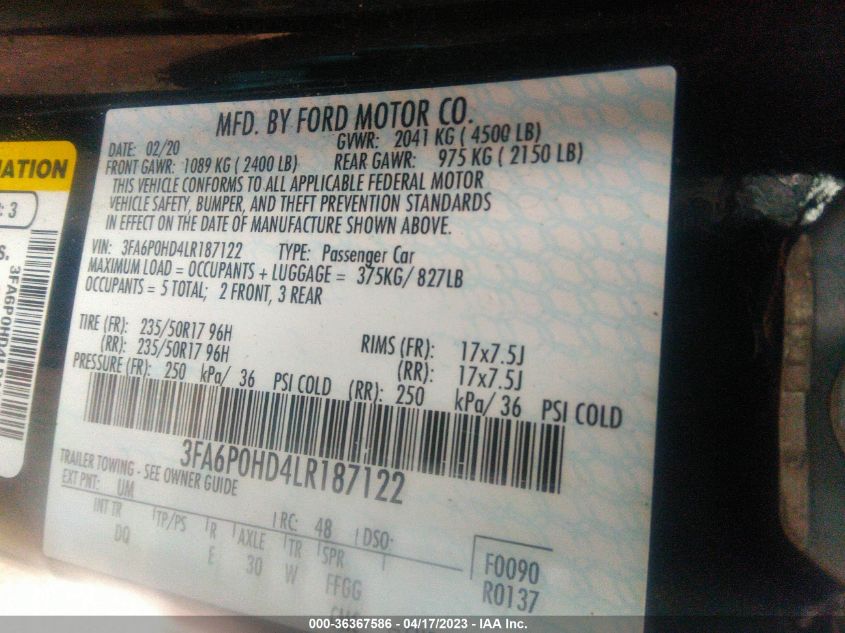 MFD. BY FORD MOTOR CO.
DATE: 02/20 GVWR: 2041 KG ( 4500 LB)
FRONT GAWR: 1089 KG ( 2400 LB) REAR GAWR: 975 KG ( 2150 LB)
THIS VEHICLE CONFORMS TO ALL APPLICABLE FEDERAL MOTOR
VEHICLE SAFETY, BUMPER, AND THEFT PREVENTION STANDARDS
IN EFFECT ON THE DATE OF MANUFACTURE SHOWN ABOVE.
VIN: 3FA6P0HD4LR187122 TYPE: Passenger Car
MAXIMUM LOAD = OCCUPANTS + LUGGAGE = 375KG/ 827LB
OCCUPANTS = 5 TOTAL; 2 FRONT, 3 REAR
TIRE (FR): 235/50R17 96H RIMS (FR): 17x7.5J
(RR): 235/50R17 96H (RR): 17x7.5J
PRESSURE (FR): 250 kPa/ 36 PSI COLD (RR): 250 kPa/ 36 PSI COLD
3FA6P0HD4LR187122
TRAILER TOWING - SEE OWNER GUIDE
EXT PNT: UM RC: 48 DSO:
INT TR TP/PS R AXLE TR SPR
DQ E 30 W FFGG
F0090
R0137
: 3
S.
000-36367586 - 04/17/2023 - IAA Inc.